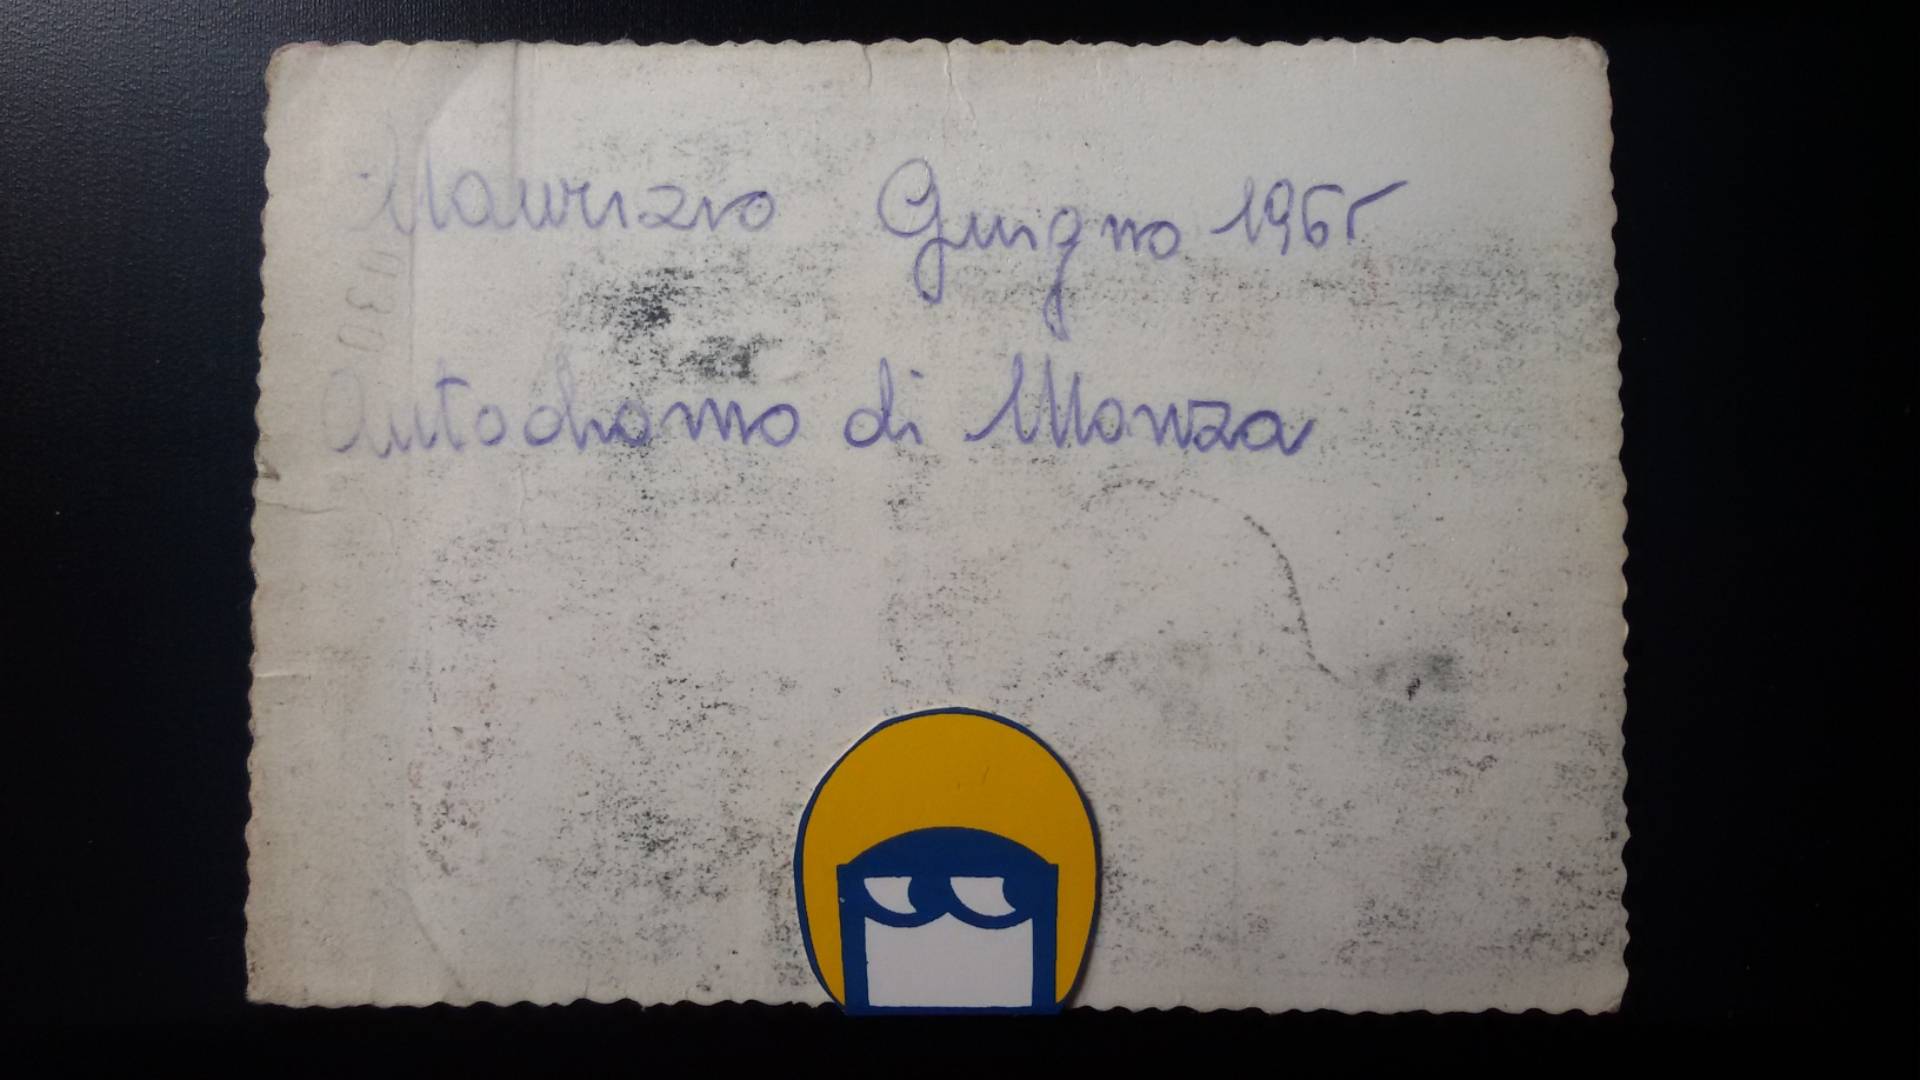 Maurizio Giugno 1965
Autodromo di Monza